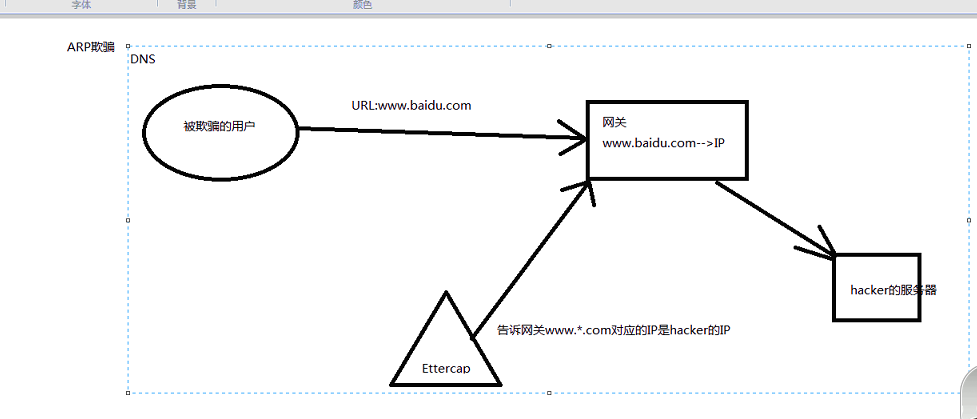 字体
背景
颜色
ARP欺骗
DNS
URL:www.baidu.com
被欺骗的用户
网关
www.baidu.com-->IP
hacker的服务器
告诉网关www.*.com对应的IP是hacker的IP
Ettercap